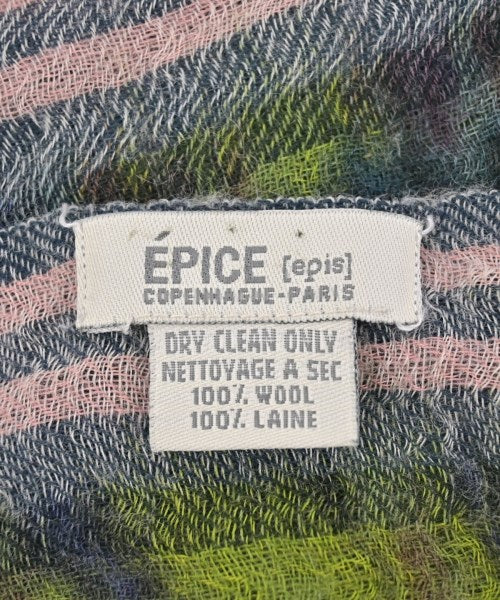 ÉPICE [epis]
COPENHAGUE-PARIS
DRY CLEAN ONLY
NETTOYAGE A SEC
100% WOOL
100% LAINE